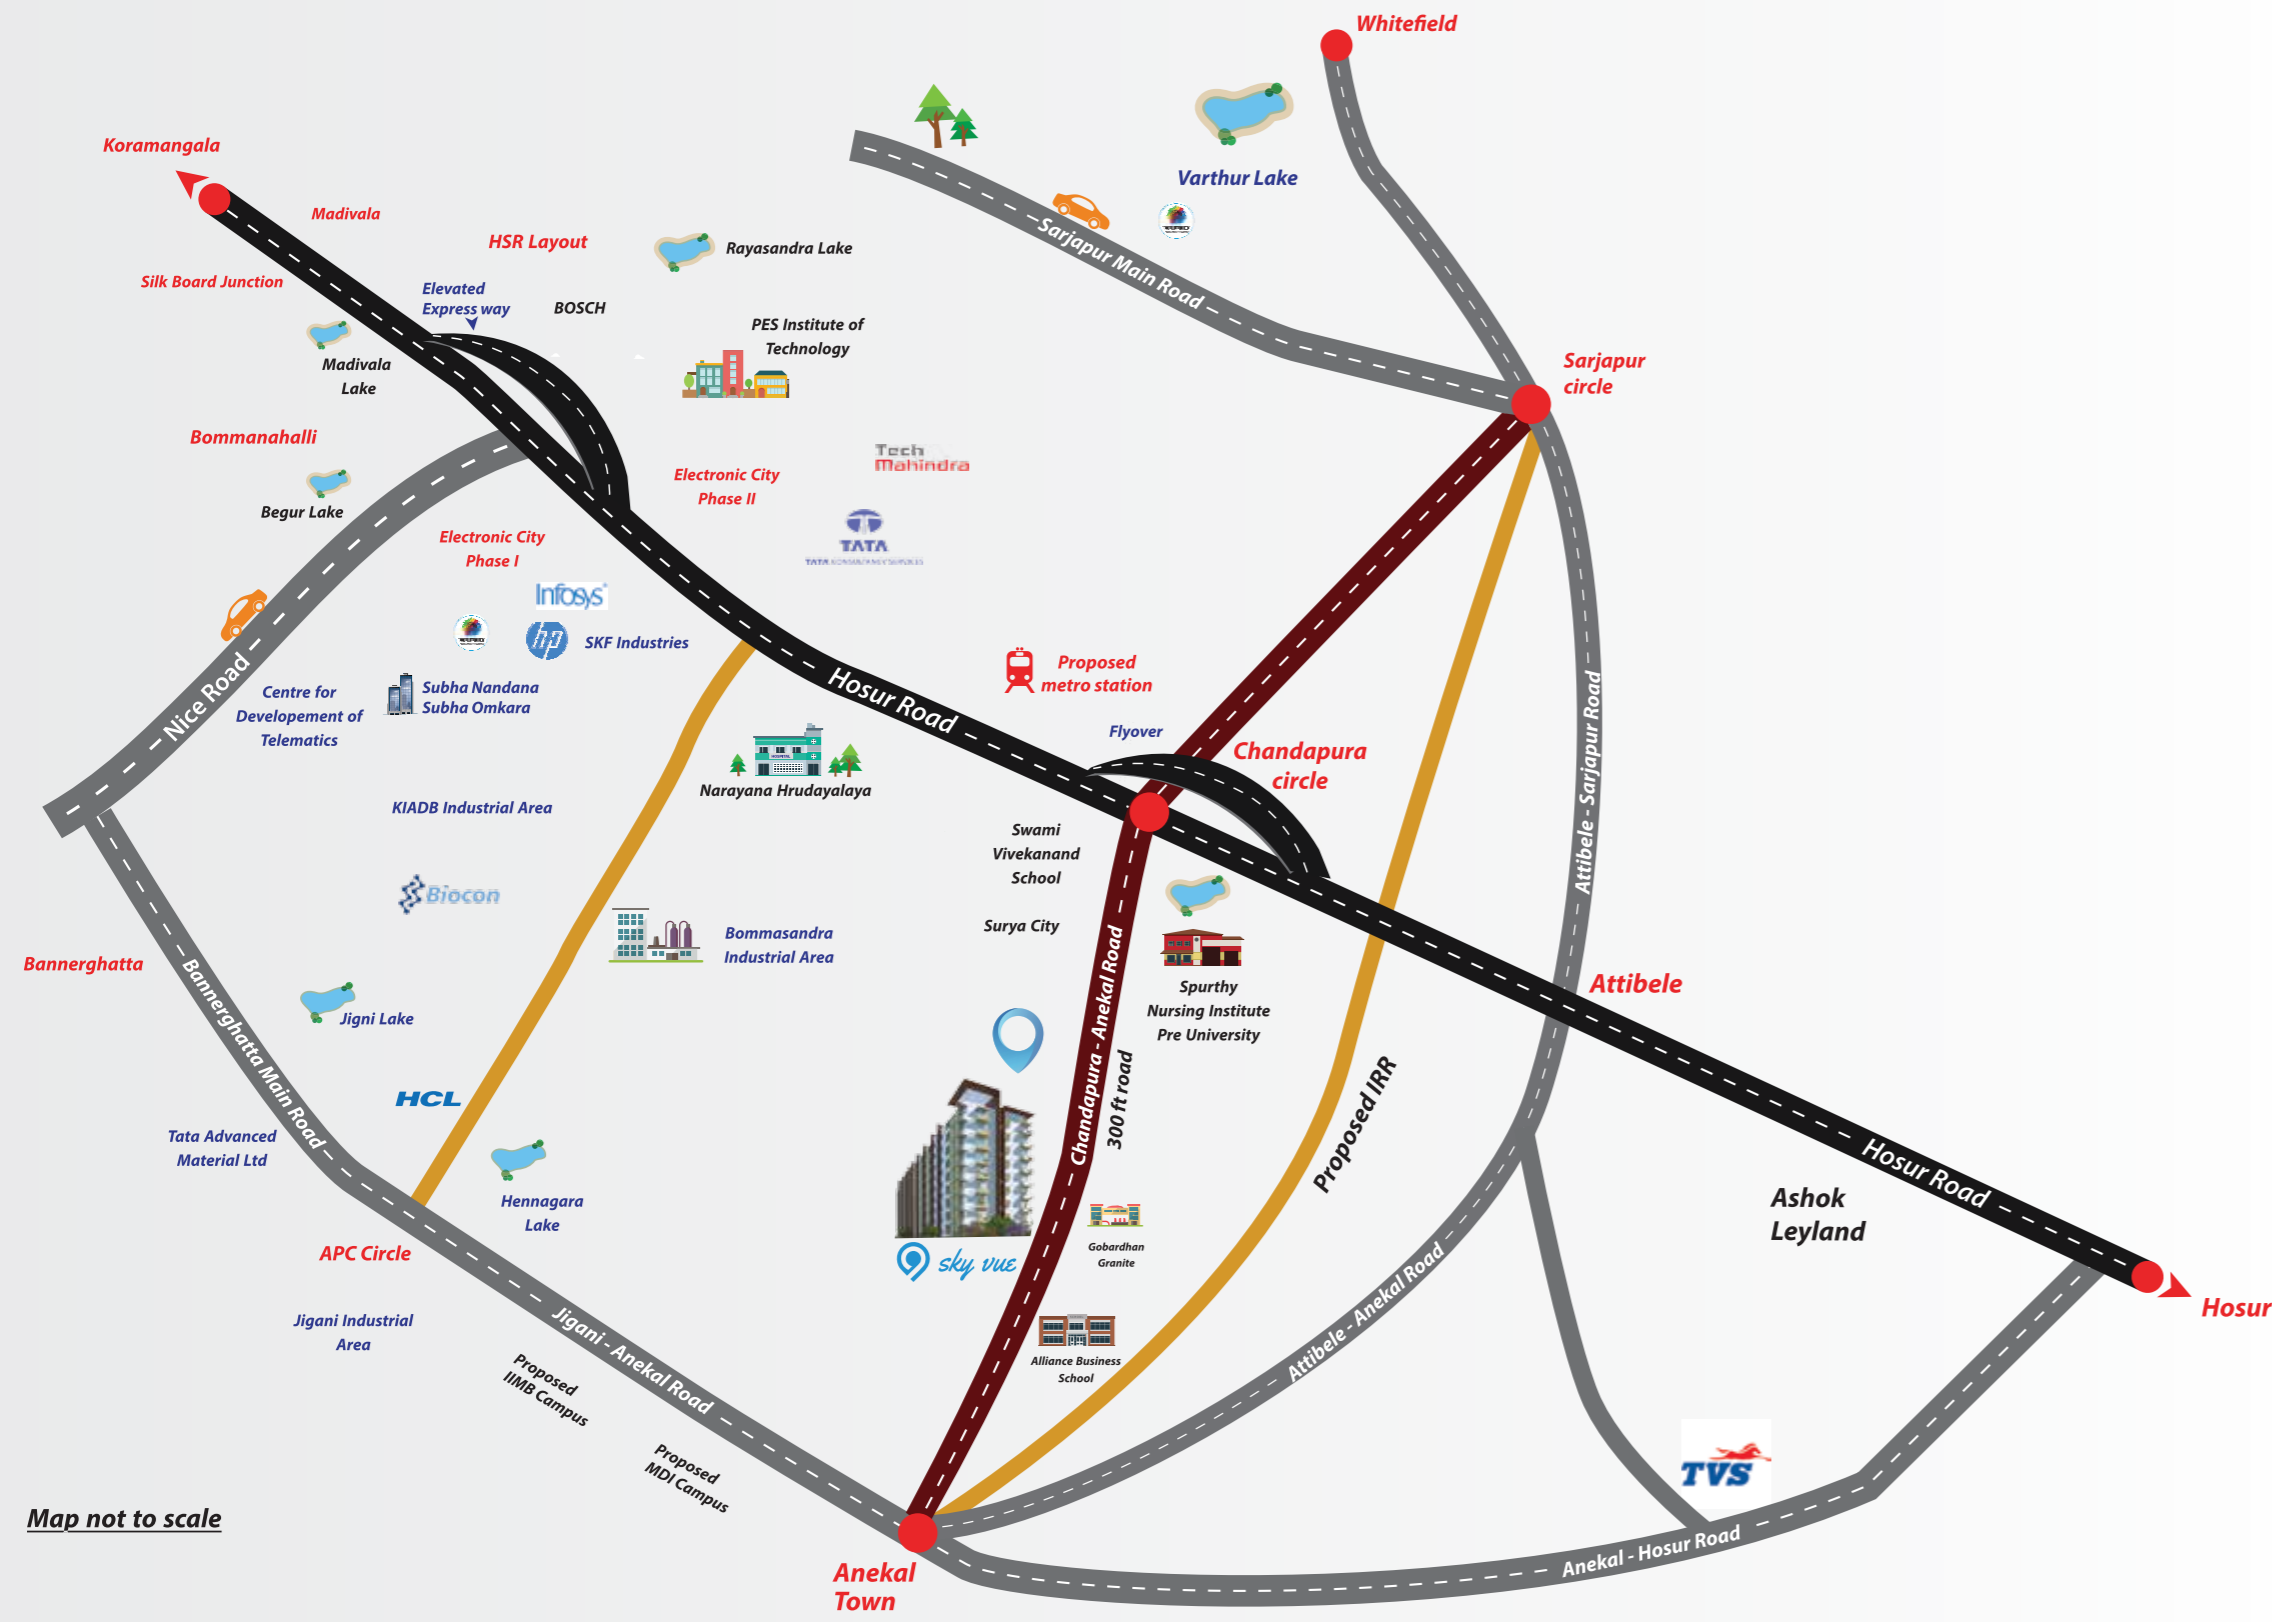 Whitefield
Koramangala
Varthur Lake
Madivala
HSR Layout
Sarjapur Main Road
Rayasandra Lake
Silk Board Junction
Elevated
Express way
BOSCH
PES Institute of
Technology
Madivala
Lake
Sarjapur
circle
Bommanahalli
Tech
Mahindra
Electronic City
Phase II
Begur Lake
Electronic City
Phase I
TATA
TATA CONSULTANCY SERVICES
Infosys
hp
SKF Industries
Nice Road
Centre for
Developement of
Telematics
Subha Nandana
Subha Omkara
Hosur Road
Proposed
metro station
Flyover
Chandapura
circle
Attibele - Sarjapur Road
HOSPITAL
Narayana Hrudayalaya
KIADB Industrial Area
Swami
Vivekanand
School
Biocon
Surya City
Bommasandra
Industrial Area
Bannerghatta
Bannerghatta Main Road
Chandapura - Anekal Road
300 ft road
Spurthy
Nursing Institute
Pre University
Attibele
Jigni Lake
HCL
Proposed IRR
Tata Advanced
Material Ltd
Hennagara
Lake
Hosur Road
Ashok
Leyland
APC Circle
Gobardhan
Granite
sky vue
Jigani Industrial
Area
Jigani - Anekal Road
Attibele - Anekal Road
Hosur
Proposed
IIMB Campus
Alliance Business
School
Proposed
MDI Campus
TVS
Map not to scale
Anekal - Hosur Road
Anekal
Town